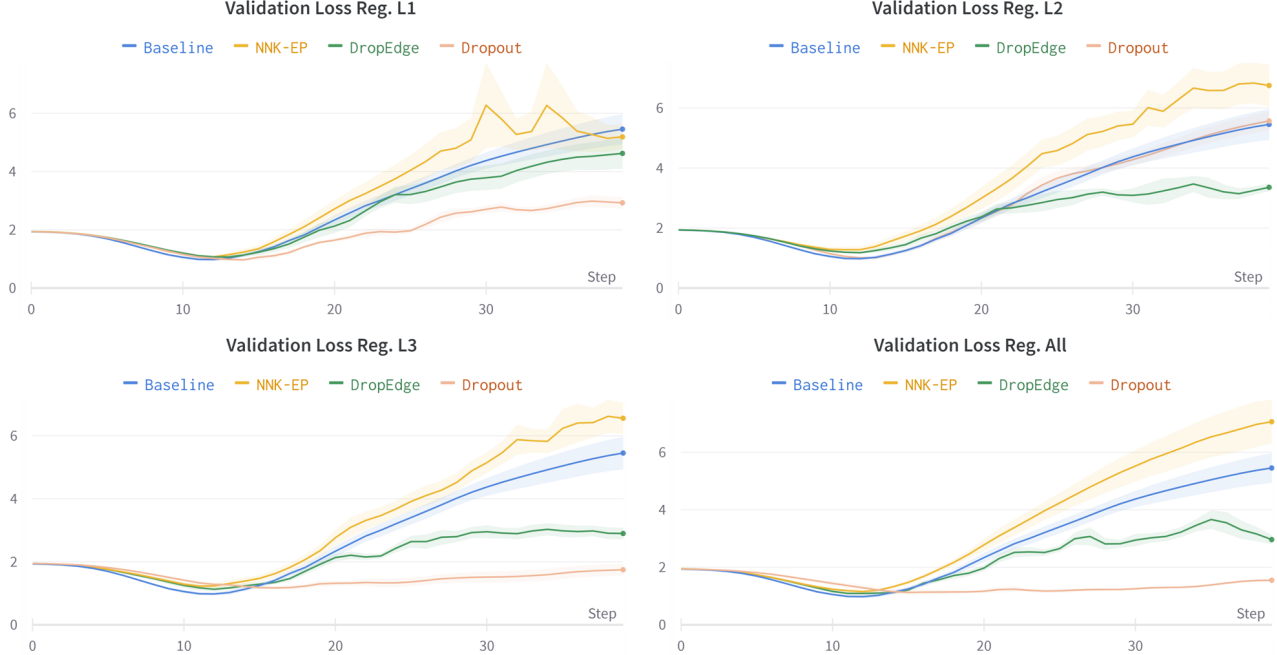 Validation Loss Reg. L1
Baseline NNK-EP DropEdge Dropout
6
4
2
0
Step
0 10 20 30
Validation Loss Reg. L2
Baseline NNK-EP DropEdge Dropout
6
4
2
0
Step
0 10 20 30
Validation Loss Reg. L3
Baseline NNK-EP DropEdge Dropout
6
4
2
0
Step
0 10 20 30
Validation Loss Reg. All
Baseline NNK-EP DropEdge Dropout
6
4
2
0
Step
0 10 20 30